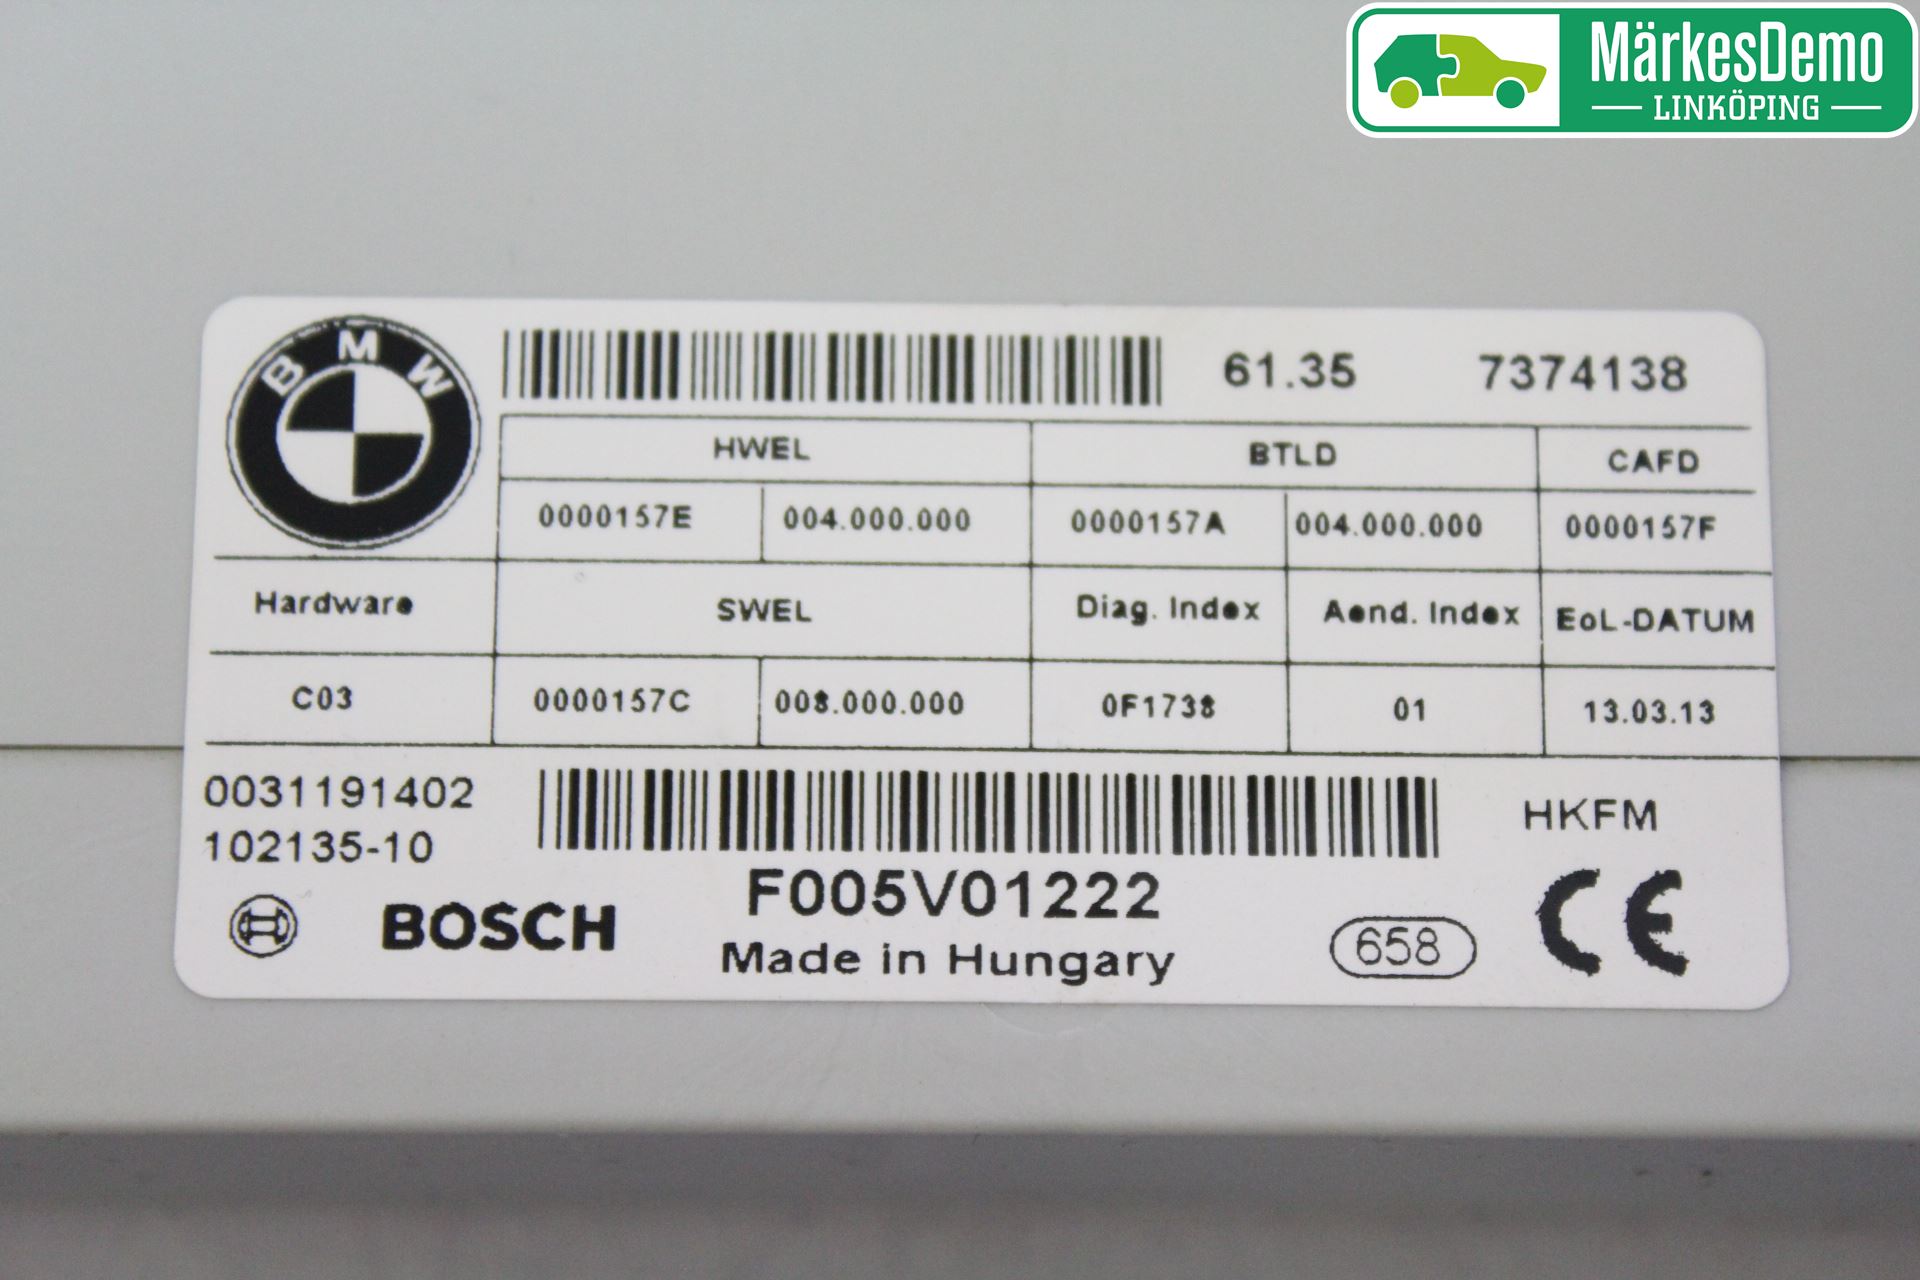 MärkesDemo
LINKÖPING
BMW
61.35 7374138
HWEL BTLD CAFD
0000157E 004.000.000 0000157A 004.000.000 0000157F
Hardware SWEL Diag. Index Aend. Index EoL-DATUM
C03 0000157C 008.000.000 0F1738 01 13.03.13
0031191402
102135-10
HKFM
BOSCH
F005V01222
Made in Hungary
658
CE